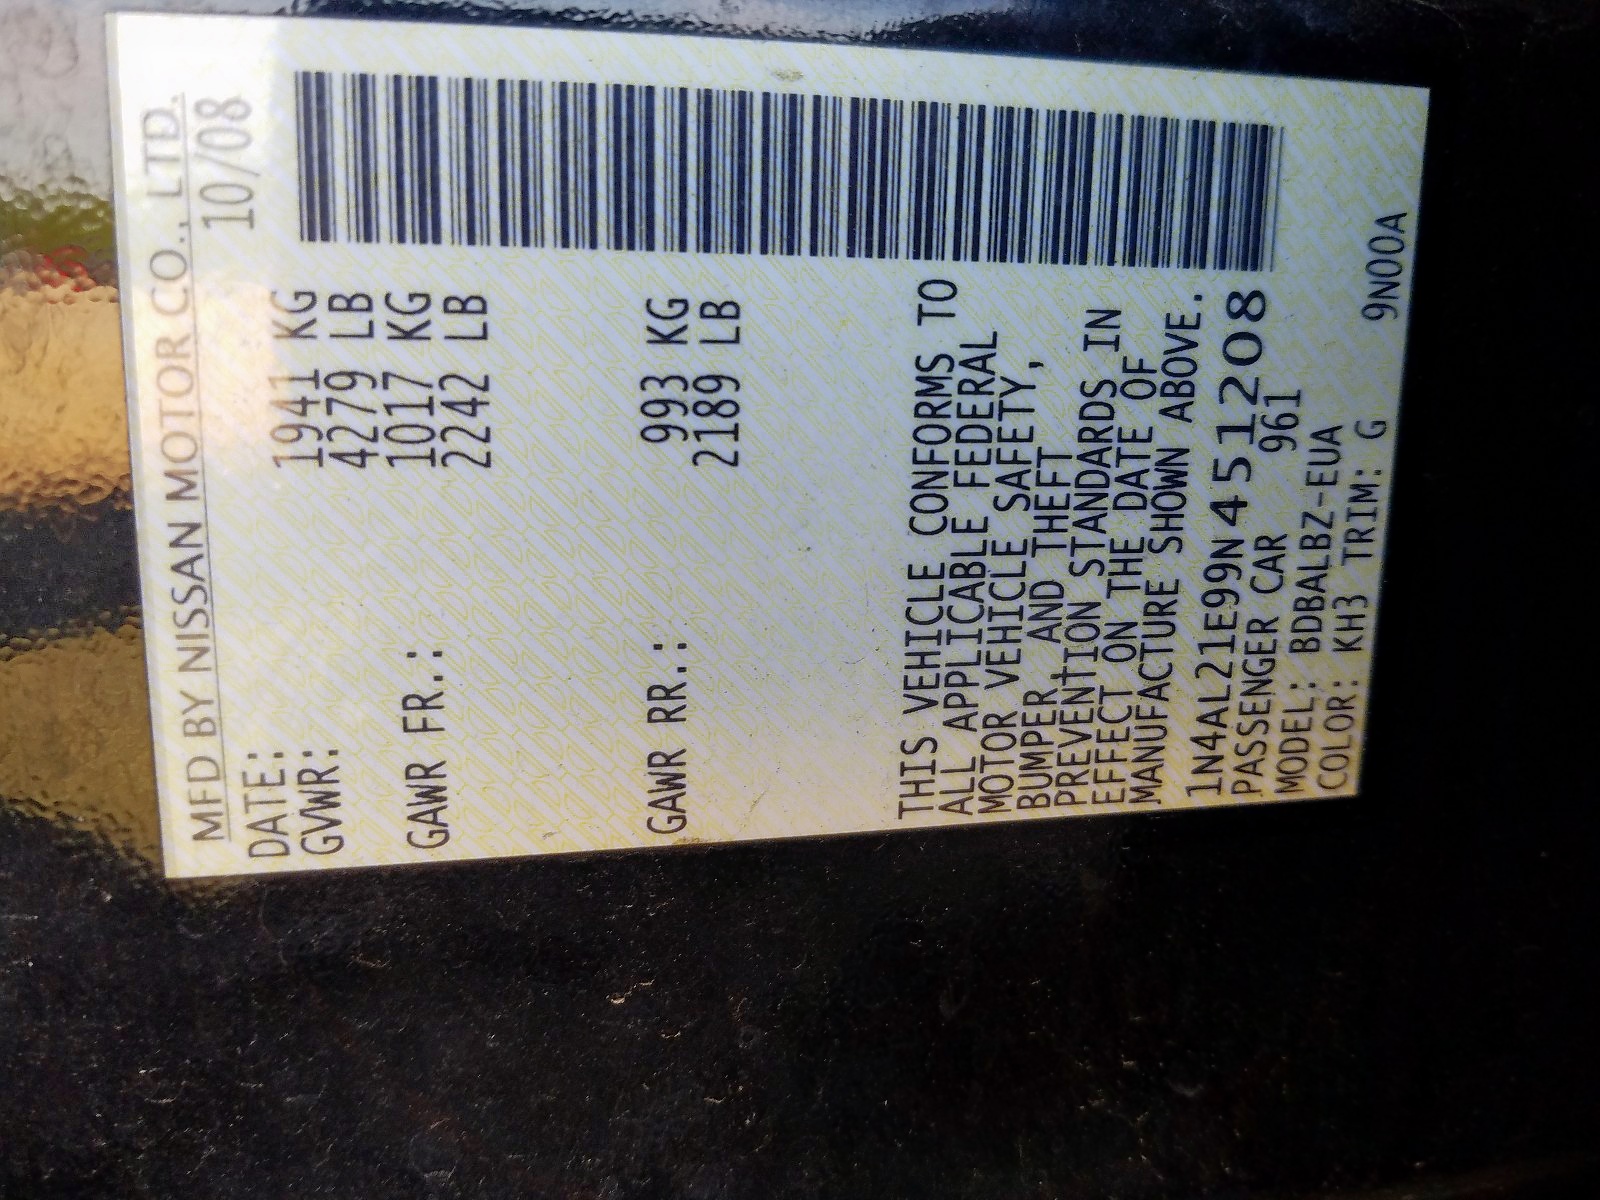 MFD BY NISSAN MOTOR CO., LTD.
DATE: 10/08
GVWR: 1941 KG
4279 LB
GAWR FR.: 1017 KG
2242 LB
GAWR RR.: 993 KG
2189 LB
THIS VEHICLE CONFORMS TO
ALL APPLICABLE FEDERAL
MOTOR VEHICLE SAFETY,
BUMPER AND THEFT
PREVENTION STANDARDS IN
EFFECT ON THE DATE OF
MANUFACTURE SHOWN ABOVE.
1N4AL21E99N451208
PASSENGER CAR 961
MODEL: BDBALBZ-EUA
COLOR: KH3 TRIM: G 9N00A